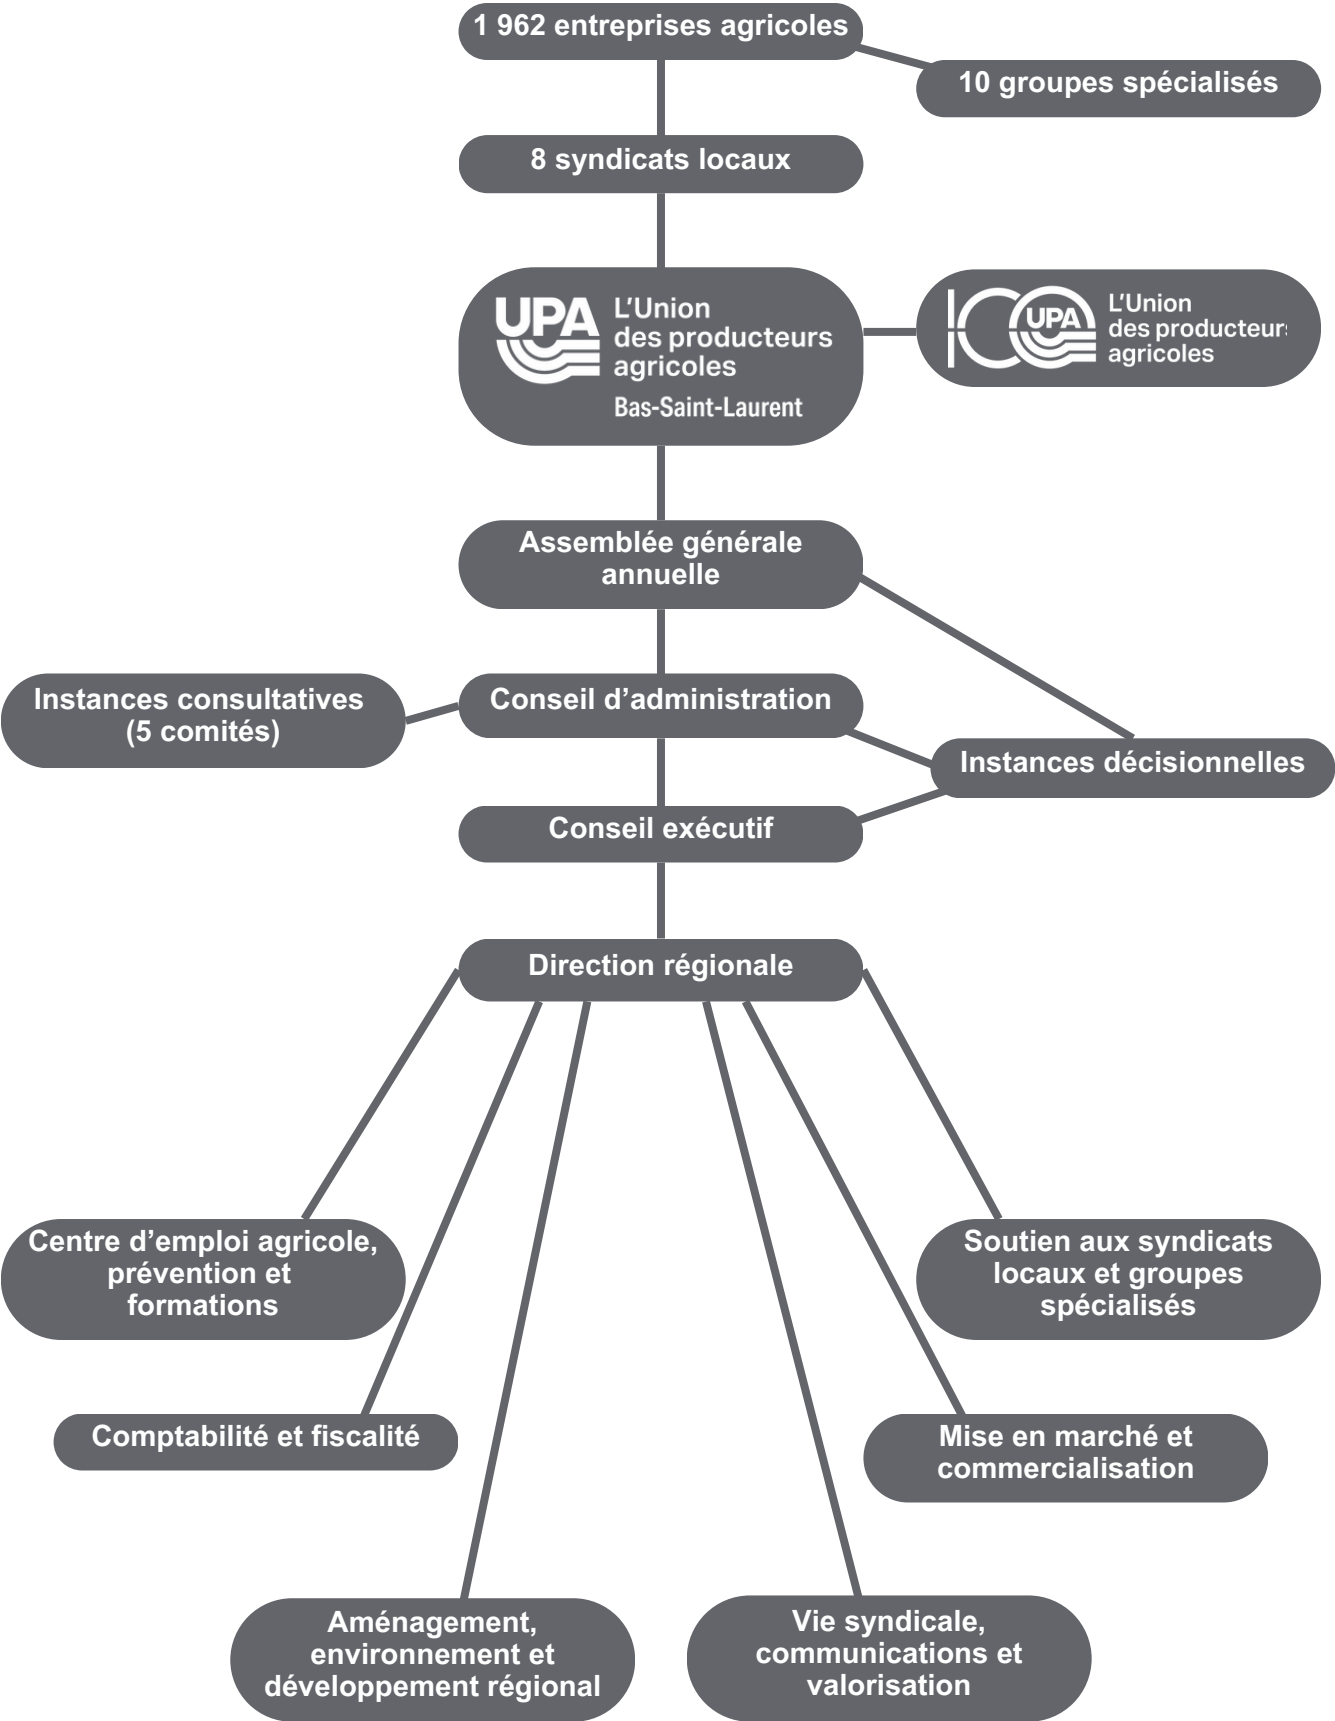 1 962 entreprises agricoles
10 groupes spécialisés
8 syndicats locaux
UPA
L'Union
des producteurs
agricoles
Bas-Saint-Laurent
100
UPA
L'Union
des producteur
agricoles
Assemblée générale
annuelle
Instances consultatives
(5 comités)
Conseil d’administration
Instances décisionnelles
Conseil exécutif
Direction régionale
Centre d’emploi agricole,
prévention et
formations
Soutien aux syndicats
locaux et groupes
spécialisés
Comptabilité et fiscalité
Mise en marché et
commercialisation
Aménagement,
environnement et
développement régional
Vie syndicale,
communications et
valorisation